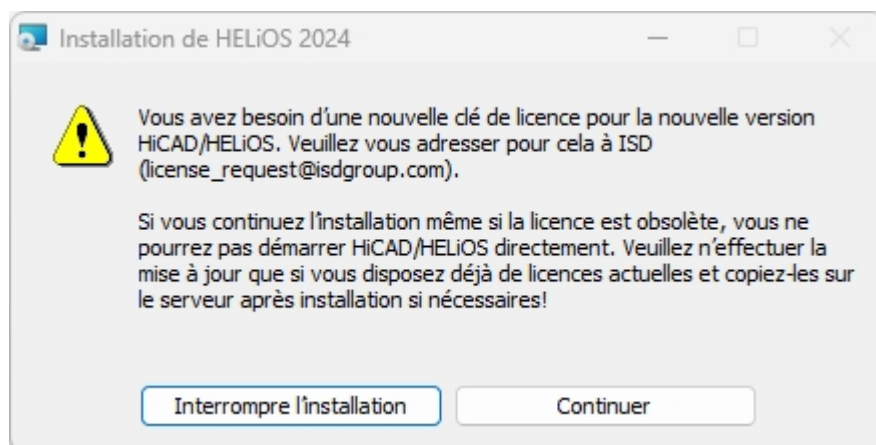 Installation de HELiOS 2024
Vous avez besoin d'une nouvelle clé de licence pour la nouvelle version
HiCAD/HELiOS. Veuillez vous adresser pour cela à ISD
(license_request@isdgroup.com).
Si vous continuez l'installation même si la licence est obsolète, vous ne
pourrez pas démarrer HiCAD/HELiOS directement. Veuillez n'effectuer la
mise à jour que si vous disposez déjà de licences actuelles et copiez-les sur
le serveur après installation si nécessaires!
Interrompre l'installation
Continuer